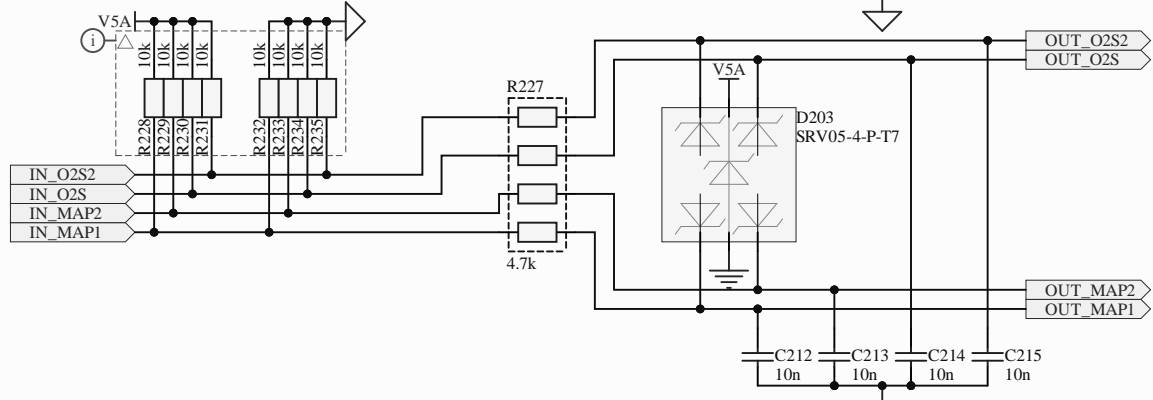 V5A
i
10k
10k
10k
10k
10k
10k
10k
10k
R228
R229
R230
R231
R232
R233
R234
R235
IN_O2S2
IN_O2S
IN_MAP2
IN_MAP1
R227
4.7k
V5A
D203
SRV05-4-P-T7
OUT_O2S2
OUT_O2S
OUT_MAP2
OUT_MAP1
C212
10n
C213
10n
C214
10n
C215
10n